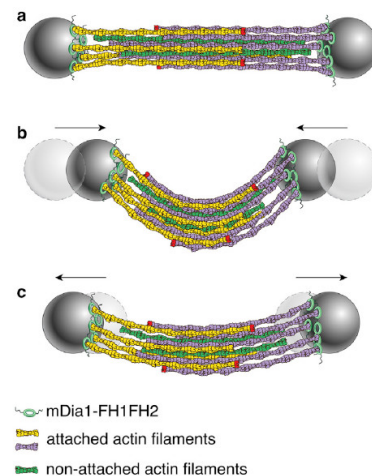 a
b
c
mDia1-FH1FH2
attached actin filaments
non-attached actin filaments